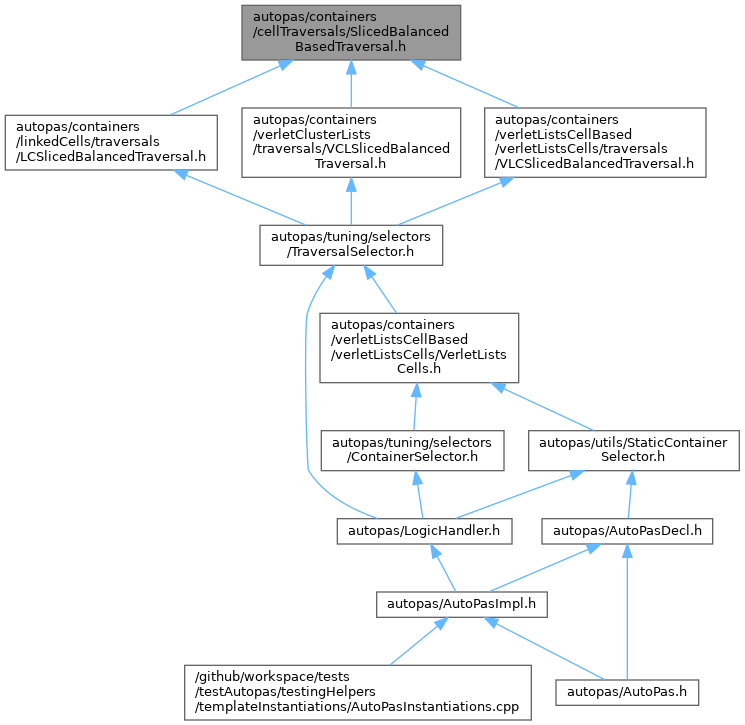 autopas/containers
/cellTraversals/SlicedBalanced
BasedTraversal.h
autopas/containers
/linkedCells/traversals
/LCSlicedBalancedTraversal.h
autopas/containers
/verletClusterLists
/traversals/VCLSlicedBalanced
Traversal.h
autopas/containers
/verletListsCellBased
/verletListsCells/traversals
/VLCSlicedBalancedTraversal.h
autopas/tuning/selectors
/TraversalSelector.h
autopas/containers
/verletListsCellBased
/verletListsCells/VerletLists
Cells.h
autopas/tuning/selectors
/ContainerSelector.h
autopas/utils/StaticContainer
Selector.h
autopas/LogicHandler.h
autopas/AutoPasDecl.h
autopas/AutoPasImpl.h
/github/workspace/tests
/testAutopas/testingHelpers
/templateInstantiations/AutoPasInstantiations.cpp
autopas/AutoPas.h